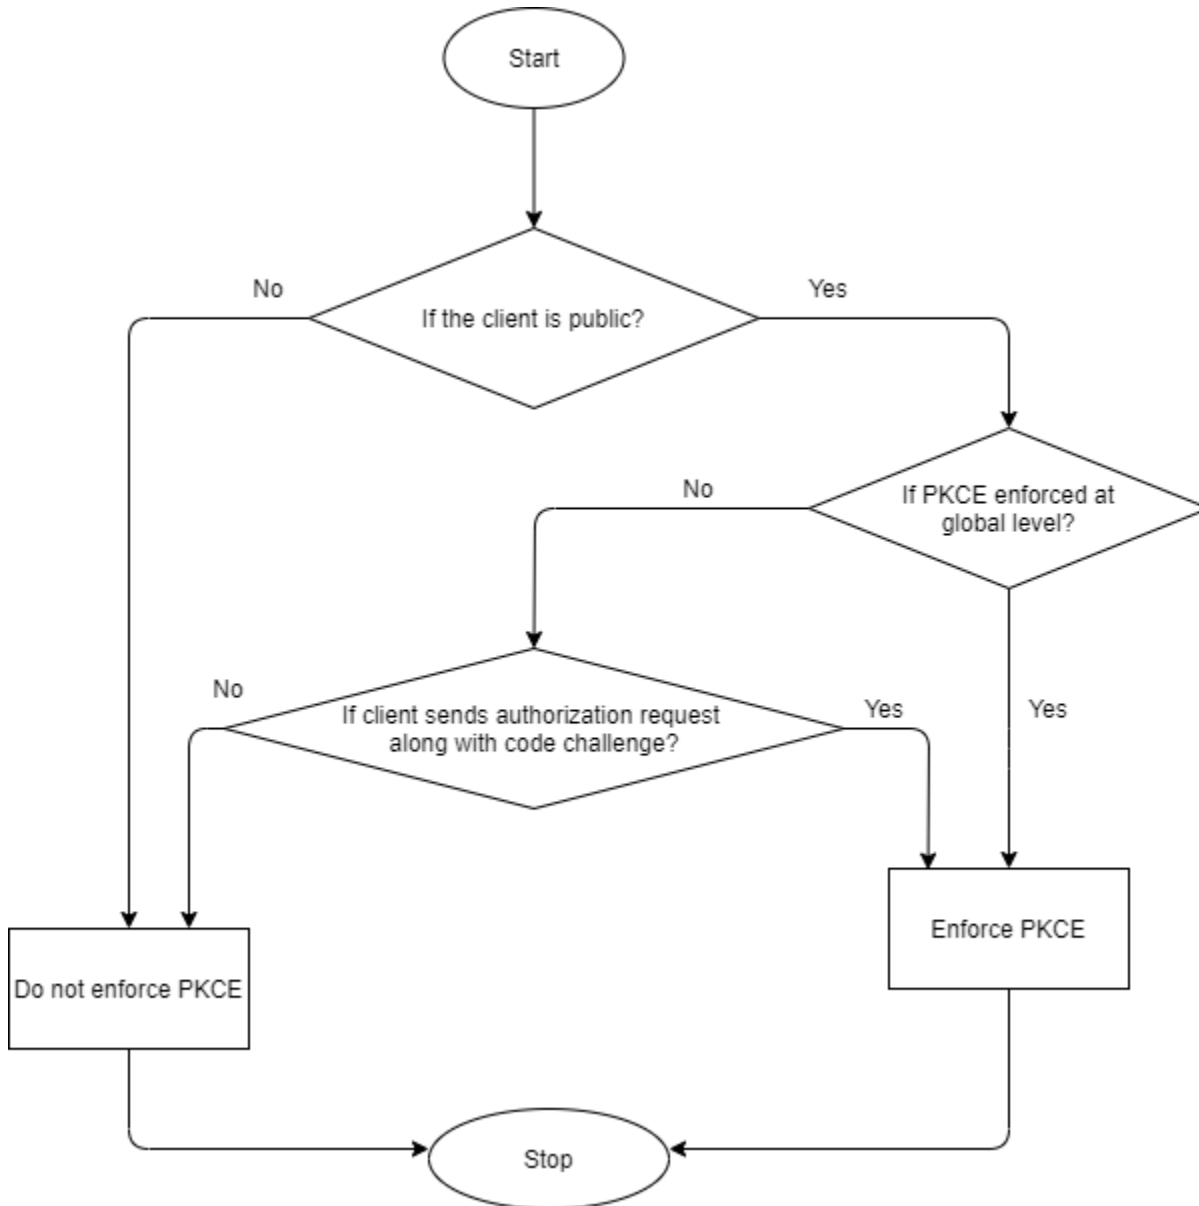 Start
No
Yes
If the client is public?
No
If PKCE enforced at
global level?
No
If client sends authorization request
along with code challenge?
Yes
Yes
Enforce PKCE
Do not enforce PKCE
Stop